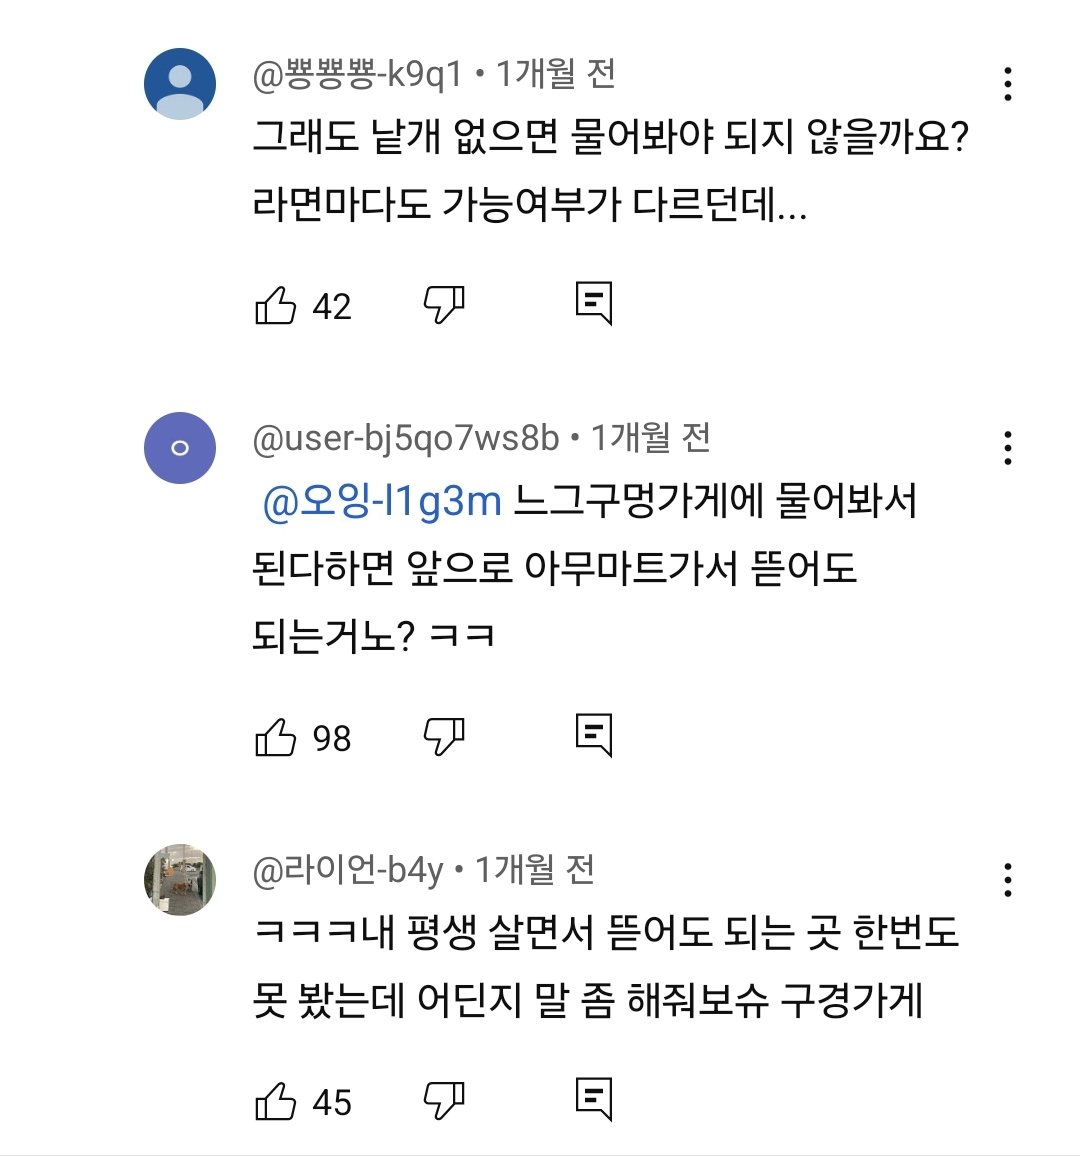 @뿅뿅뿅-k9q1 • 1개월 전
그래도 낱개 없으면 물어봐야 되지 않을까요?
라면마다도 가능여부가 다르던데...
42
ㅇ
@user-bj5qo7ws8b • 1개월 전
@오잉-l1g3m 느그구멍가게에 물어봐서
된다하면 앞으로 아무마트가서 뜯어도
되는거노? ㅋㅋ
98
@라이언-b4y • 1개월 전
ㅋㅋㅋ내 평생 살면서 뜯어도 되는 곳 한번도
못 봤는데 어딘지 말 좀 해줘보슈 구경가게
45